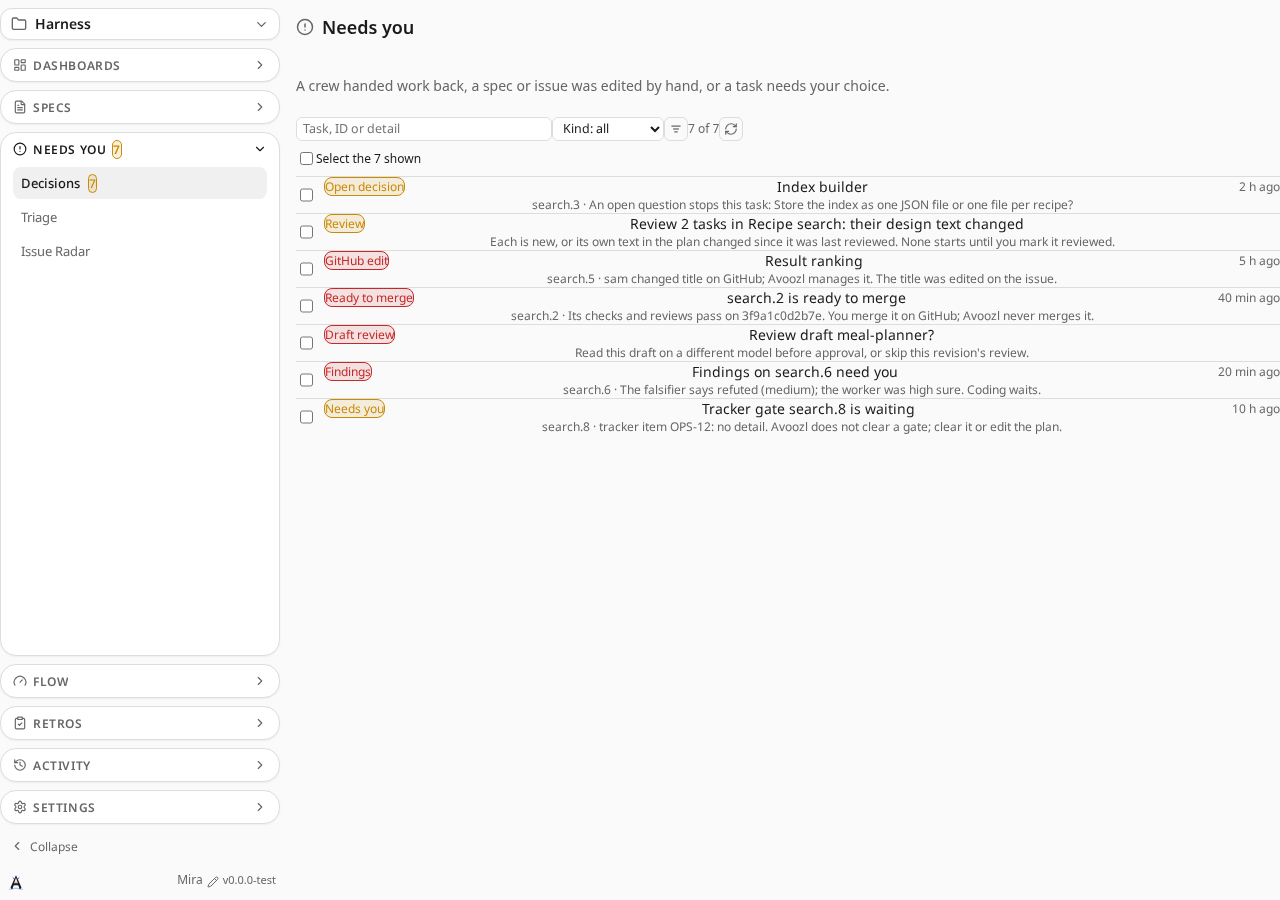 Harness
DASHBOARDS
SPECS
NEEDS YOU 7
Decisions 7
Triage
Issue Radar
FLOW
RETROS
ACTIVITY
SETTINGS
Collapse
A
Mira v0.0.0-test
Needs you
A crew handed work back, a spec or issue was edited by hand, or a task needs your choice.
Task, ID or detail Kind: all 7 of 7
Select the 7 shown
Open decision Index builder 2 h ago
search.3 · An open question stops this task: Store the index as one JSON file or one file per recipe?
Review Review 2 tasks in Recipe search: their design text changed
Each is new, or its own text in the plan changed since it was last reviewed. None starts until you mark it reviewed.
GitHub edit Result ranking 5 h ago
search.5 · sam changed title on GitHub; Avoozl manages it. The title was edited on the issue.
Ready to merge search.2 is ready to merge 40 min ago
search.2 · Its checks and reviews pass on 3f9a1c0d2b7e. You merge it on GitHub; Avoozl never merges it.
Draft review Review draft meal-planner?
Read this draft on a different model before approval, or skip this revision's review.
Findings Findings on search.6 need you 20 min ago
search.6 · The falsifier says refuted (medium); the worker was high sure. Coding waits.
Needs you Tracker gate search.8 is waiting 10 h ago
search.8 · tracker item OPS-12: no detail. Avoozl does not clear a gate; clear it or edit the plan.